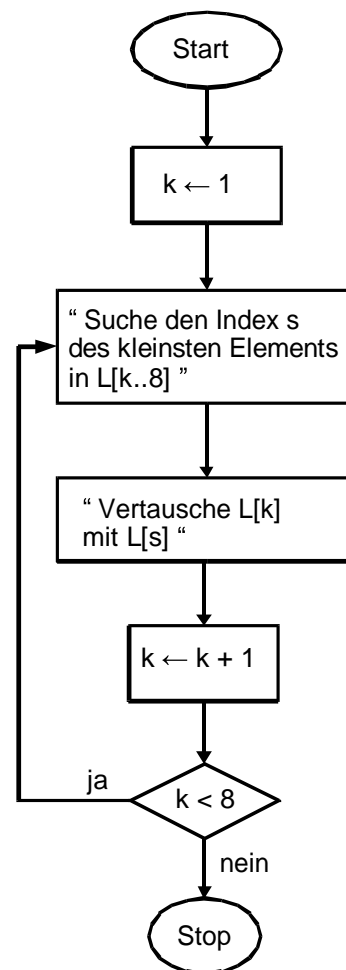 Start
k ← 1
“ Suche den Index s
des kleinsten Elements
in L[k..8] ”
“ Vertausche L[k]
mit L[s] “
k ← k + 1
ja
k < 8
nein
Stop